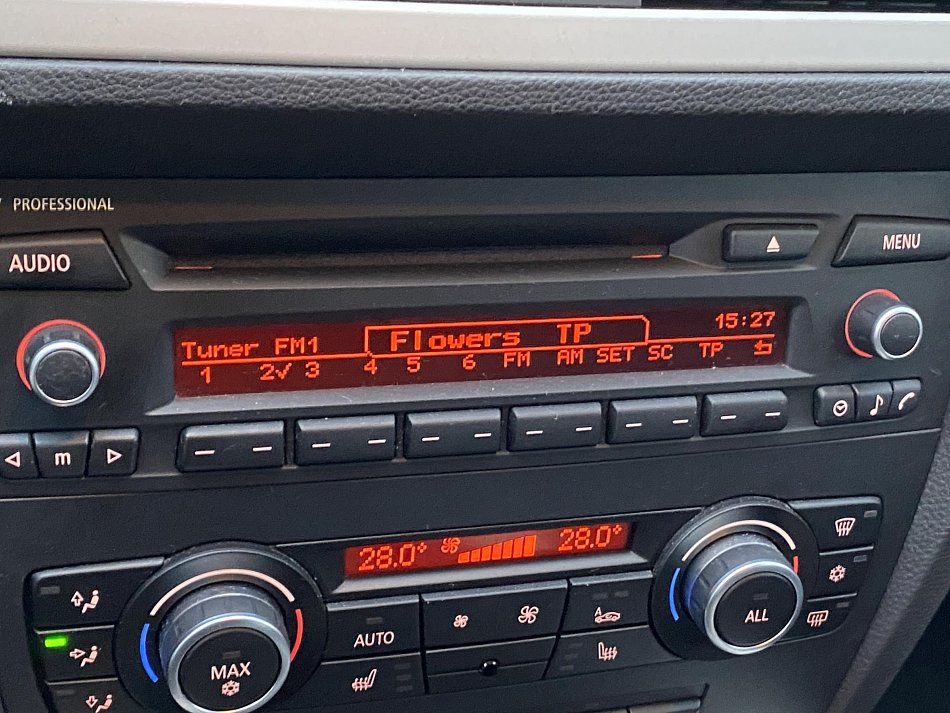 PROFESSIONAL
AUDIO
MENU
Tuner FM1 Flowers TP 15:27
1 2✓ 3 4 5 6 FM AM SET SC TP
m
28.0° 28.0°
AUTO
A
MAX
ALL